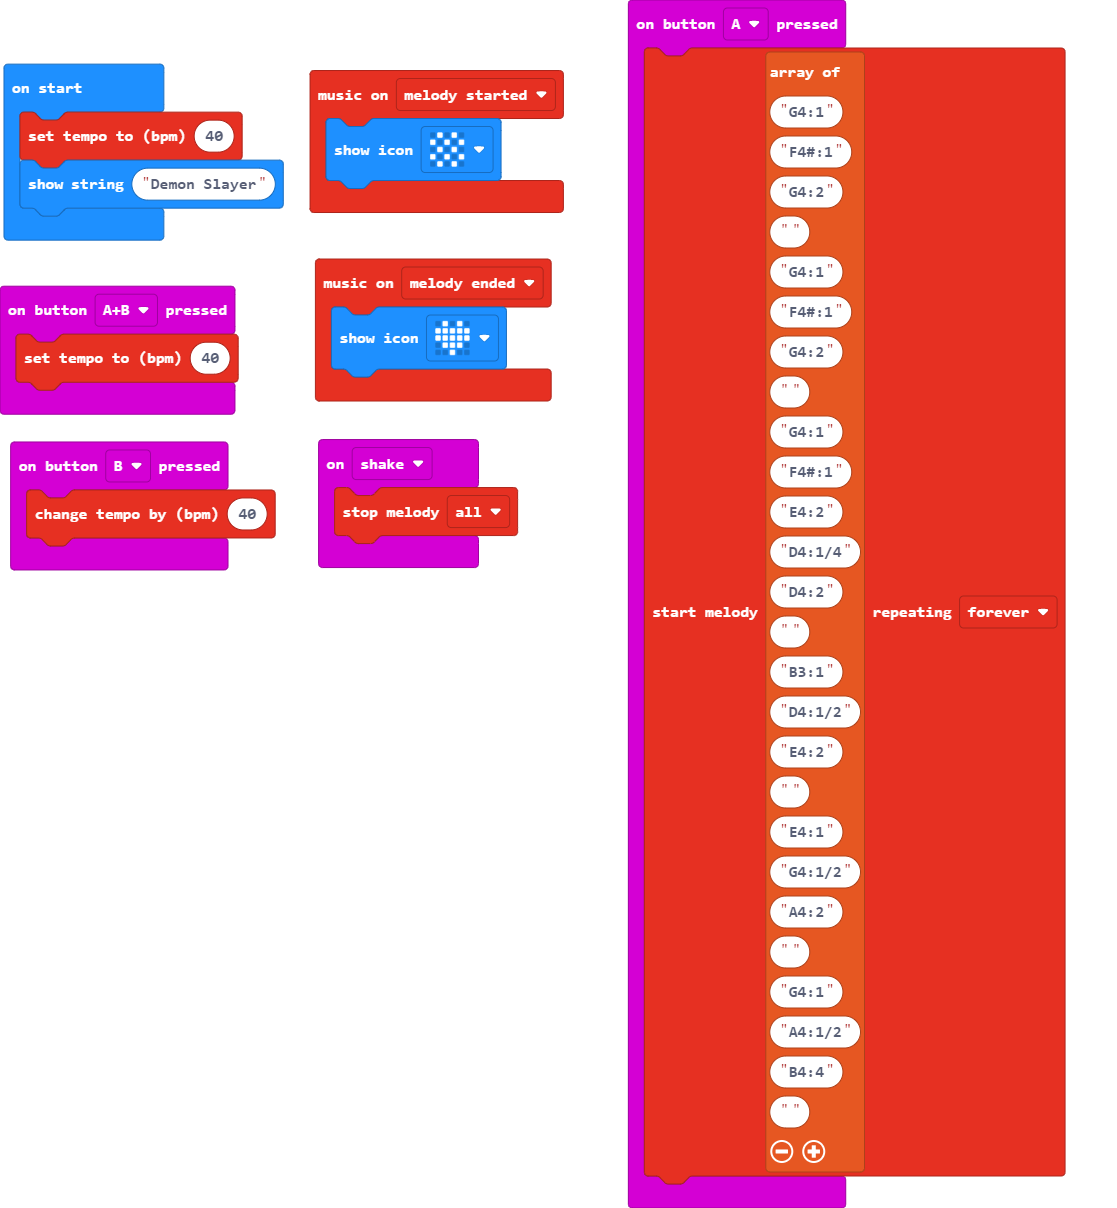 on start
set tempo to (bpm) 40
show string "Demon Slayer"
on button A+B pressed
set tempo to (bpm) 40
on button B pressed
change tempo by (bpm) 40
music on melody started
show icon
music on melody ended
show icon
on shake
stop melody all
on button A pressed
start melody
array of
"G4:1"
"F4#:1"
"G4:2"
" "
"G4:1"
"F4#:1"
"G4:2"
" "
"G4:1"
"F4#:1"
"E4:2"
"D4:1/4"
"D4:2"
" "
"B3:1"
"D4:1/2"
"E4:2"
" "
"E4:1"
"G4:1/2"
"A4:2"
" "
"G4:1"
"A4:1/2"
"B4:4"
" "
repeating forever